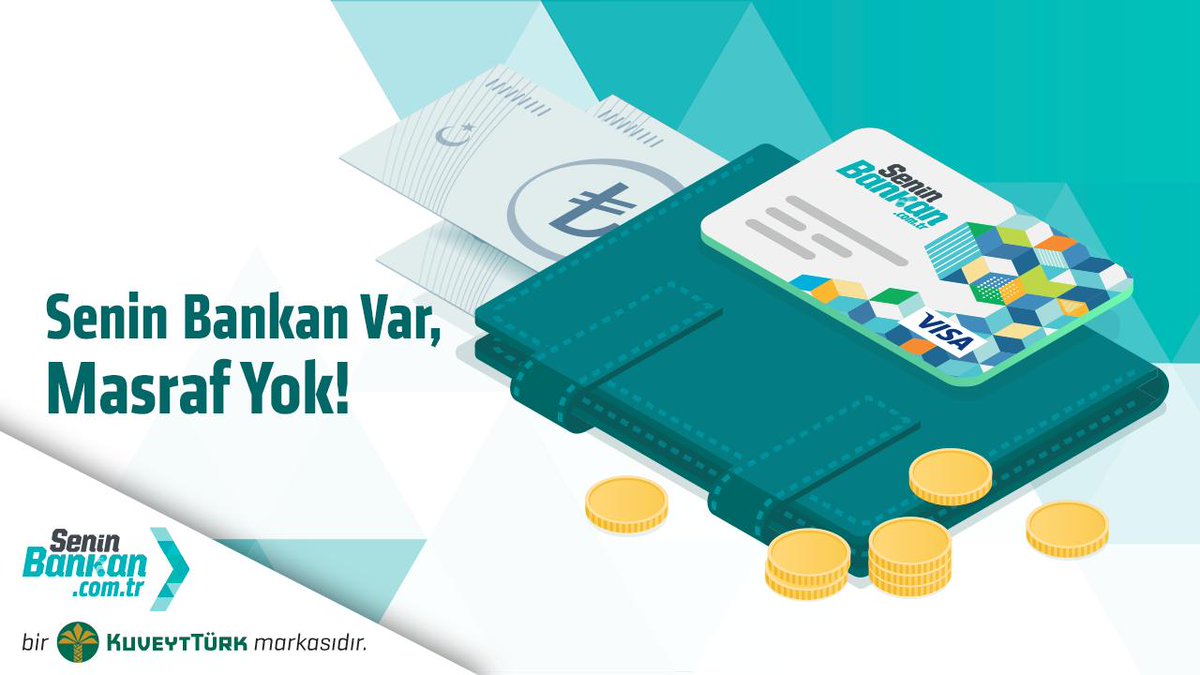 Senin Bankan Var,
Masraf Yok!
₺
Senin
Bankan
.com.tr
VISA
Senin
Bankan
.com.tr
bir KUVEYTTÜRK markasıdır.